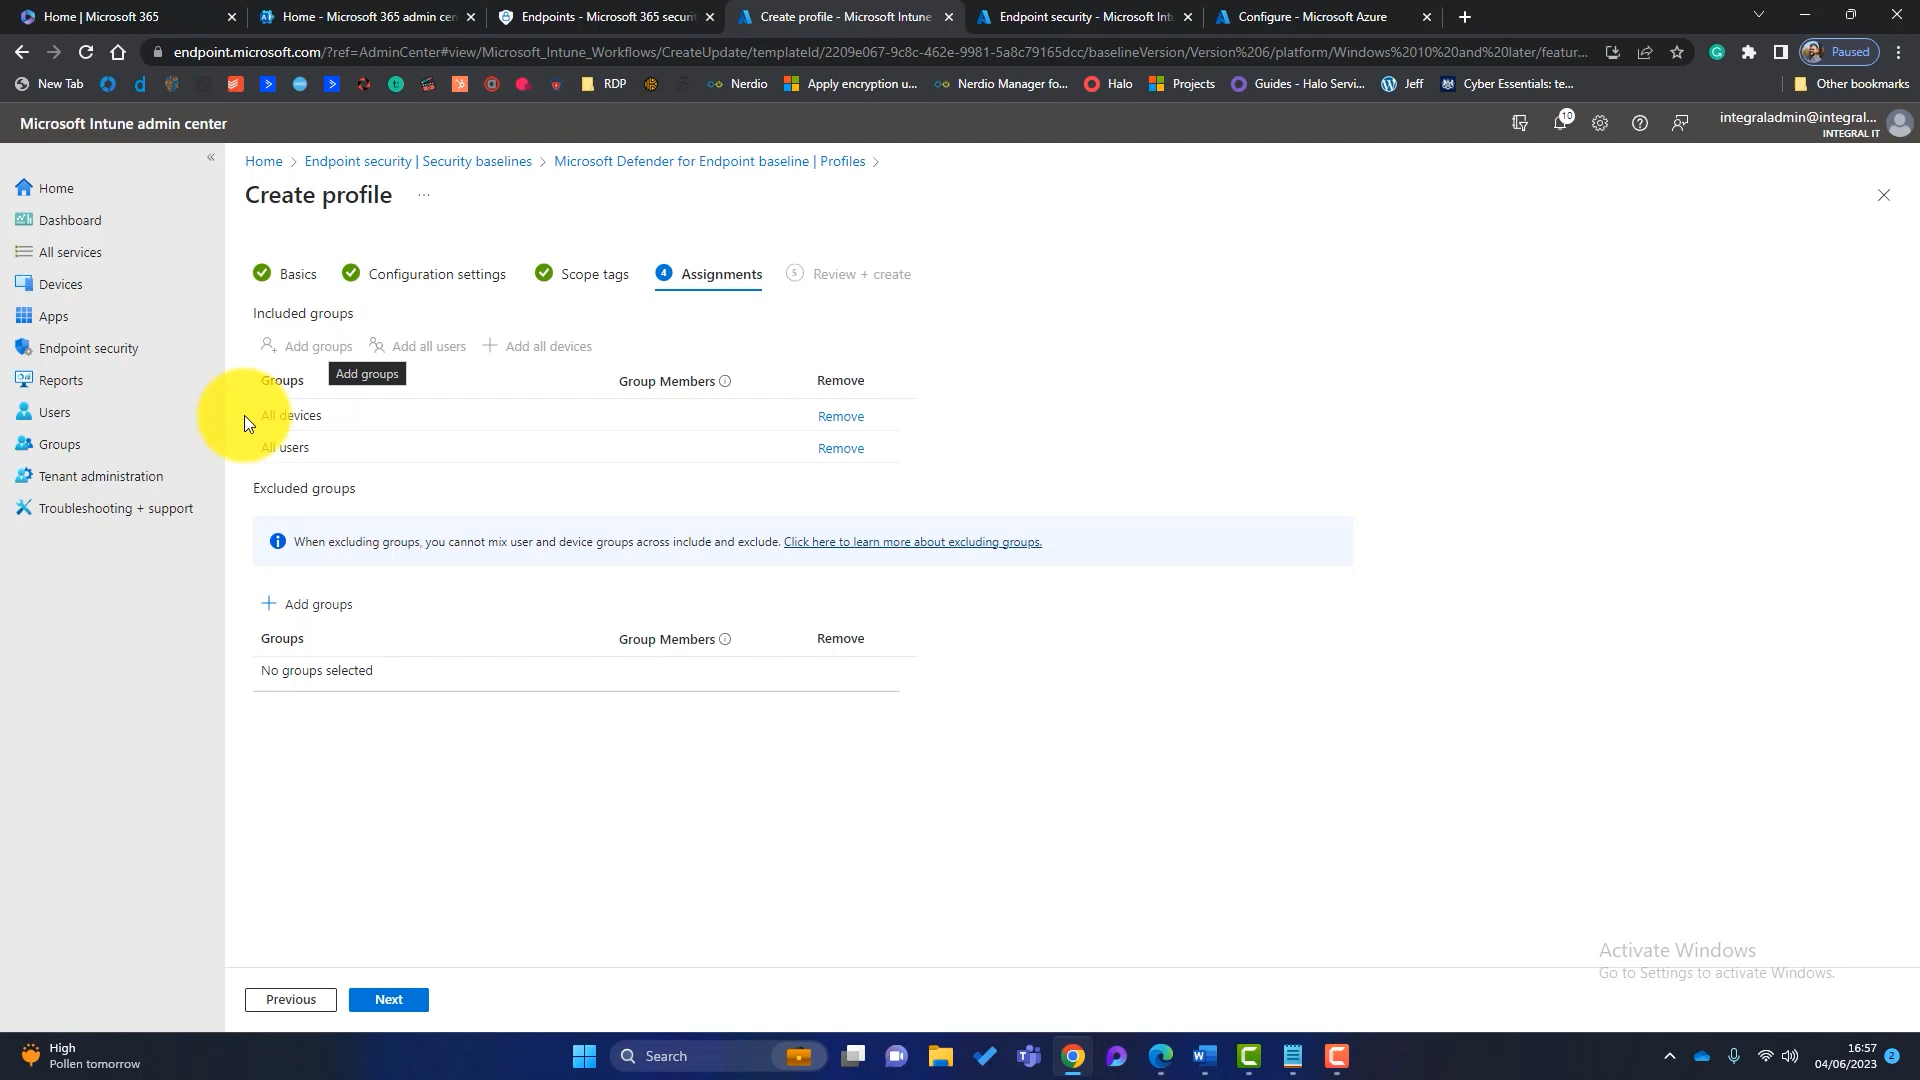 Home | Microsoft 365
Home - Microsoft 365 admin cen
Endpoints - Microsoft 365 securi
Create profile - Microsoft Intune
Endpoint security - Microsoft Int
Configure - Microsoft Azure
endpoint.microsoft.com/?ref=AdminCenter#view/Microsoft_Intune_Workflows/CreateUpdate/templateId/2209e067-9c8c-462e-9981-5a8c79165dcc/baselineVersion/Version%206/platform/Windows%2010%20and%20later/featur...
Paused
New Tab
RDP
Nerdio
Apply encryption u...
Nerdio Manager fo...
Halo
Projects
Guides - Halo Servi...
Jeff
Cyber Essentials: te...
Other bookmarks
Microsoft Intune admin center
10
integraladmin@integral...
INTEGRAL IT
«
Home
Dashboard
All services
Devices
Apps
Endpoint security
Reports
Users
Groups
Tenant administration
Troubleshooting + support
Home > Endpoint security | Security baselines > Microsoft Defender for Endpoint baseline | Profiles >
Create profile ...
Basics
Configuration settings
Scope tags
4 Assignments
5 Review + create
Included groups
Add groups
Add all users
Add all devices
Add groups
Groups
Group Members
Remove
All devices
Remove
All users
Remove
Excluded groups
When excluding groups, you cannot mix user and device groups across include and exclude. Click here to learn more about excluding groups.
Add groups
Groups
Group Members
Remove
No groups selected
Activate Windows
Go to Settings to activate Windows.
Previous
Next
High
Pollen tomorrow
Search
16:57
04/06/2023
2